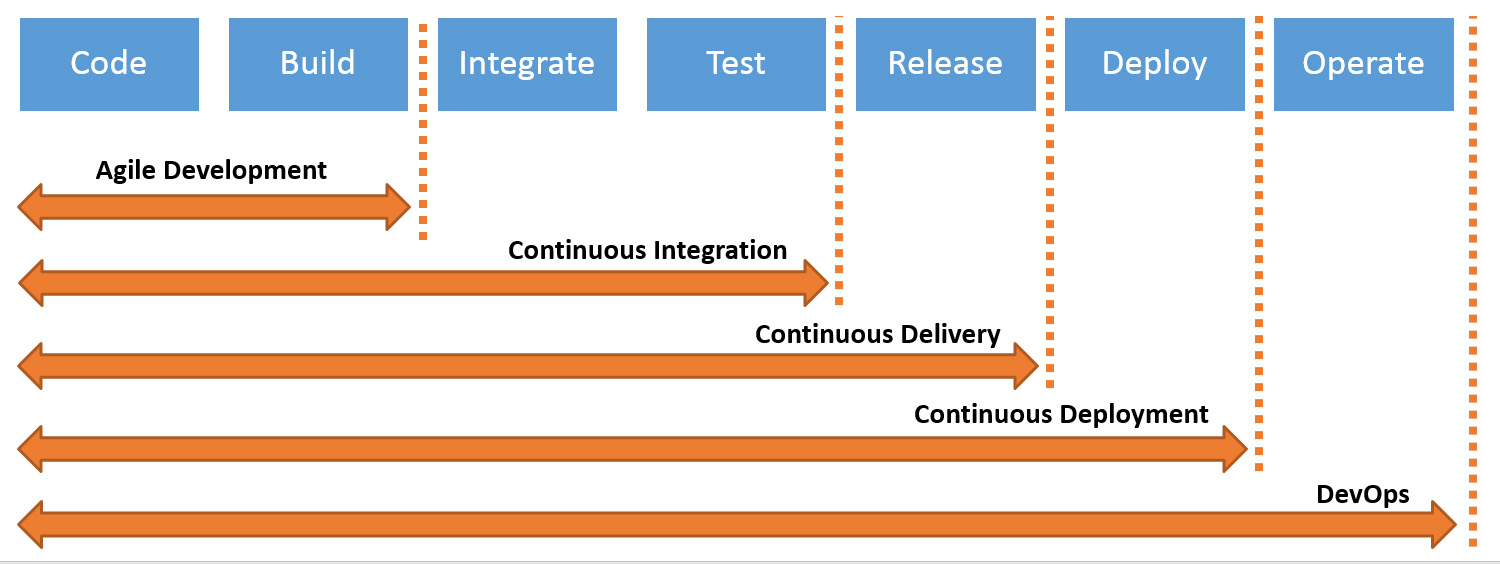 Code
Build
Integrate
Test
Release
Deploy
Operate
Agile Development
Continuous Integration
Continuous Delivery
Continuous Deployment
DevOps